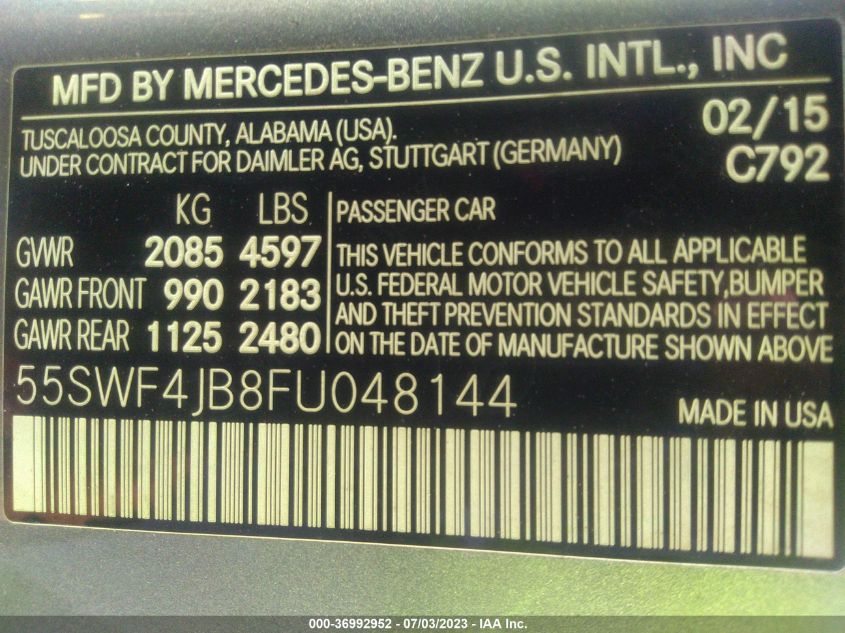 MFD BY MERCEDES-BENZ U.S. INTL., INC
TUSCALOOSA COUNTY, ALABAMA (USA).
UNDER CONTRACT FOR DAIMLER AG, STUTTGART (GERMANY)
02/15
C792
KG LBS
GVWR 2085 4597
GAWR FRONT 990 2183
GAWR REAR 1125 2480
PASSENGER CAR
THIS VEHICLE CONFORMS TO ALL APPLICABLE
U.S. FEDERAL MOTOR VEHICLE SAFETY,BUMPER
AND THEFT PREVENTION STANDARDS IN EFFECT
ON THE DATE OF MANUFACTURE SHOWN ABOVE
55SWF4JB8FU048144
MADE IN USA
000-36992952 - 07/03/2023 - IAA Inc.